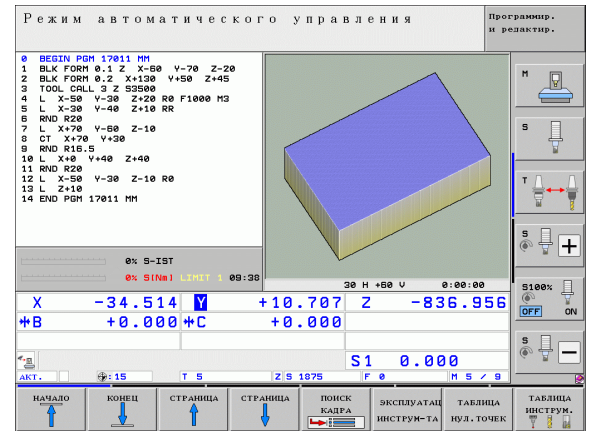 Режим автоматического управления
Программир.
и редактир.
0 BEGIN PGM 17011 MM
1 BLK FORM 0.1 Z X-60 Y-70 Z-20
2 BLK FORM 0.2 X+130 Y+50 Z+45
3 TOOL CALL 3 Z S3500
4 L X-50 Y-30 Z+20 R0 F1000 M3
5 L X-30 Y-40 Z+10 RR
6 RND R20
7 L X+70 Y-60 Z-10
8 CT X+70 Y+30
9 RND R16.5
10 L X+0 Y+40 Z+40
11 RND R20
12 L X-50 Y-30 Z-10 R0
13 L Z+10
14 END PGM 17011 MM
M
S
T
S
S100%
OFF ON
S
0% S-IST
0% S[Nm] LIMIT 1 09:38
30 H +60 V 0:00:00
X -34.514 Y +10.707 Z -836.956
B +0.000 C +0.000
S1 0.000
АКТ. :15 T 5 Z S 1875 F 0 M 5 / 9
НАЧАЛО
КОНЕЦ
СТРАНИЦА
СТРАНИЦА
ПОИСК
КАДРА
ЭКСПЛУАТАЦ
ИНСТРУМ-ТА
ТАБЛИЦА
НУЛ.ТОЧЕК
ТАБЛИЦА
ИНСТРУМ.